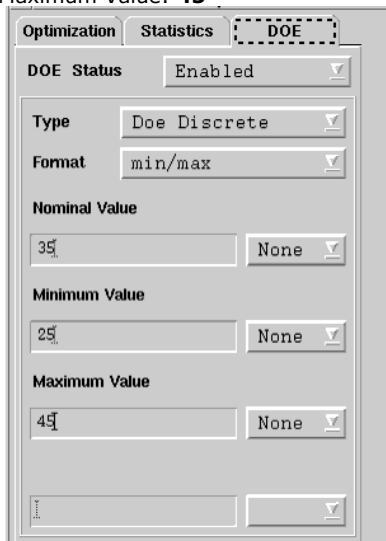 Maximum Value: 45
Optimization Statistics DOE
DOE Status Enabled
Type Doe Discrete
Format min/max
Nominal Value
35 None
Minimum Value
25 None
Maximum Value
45 None